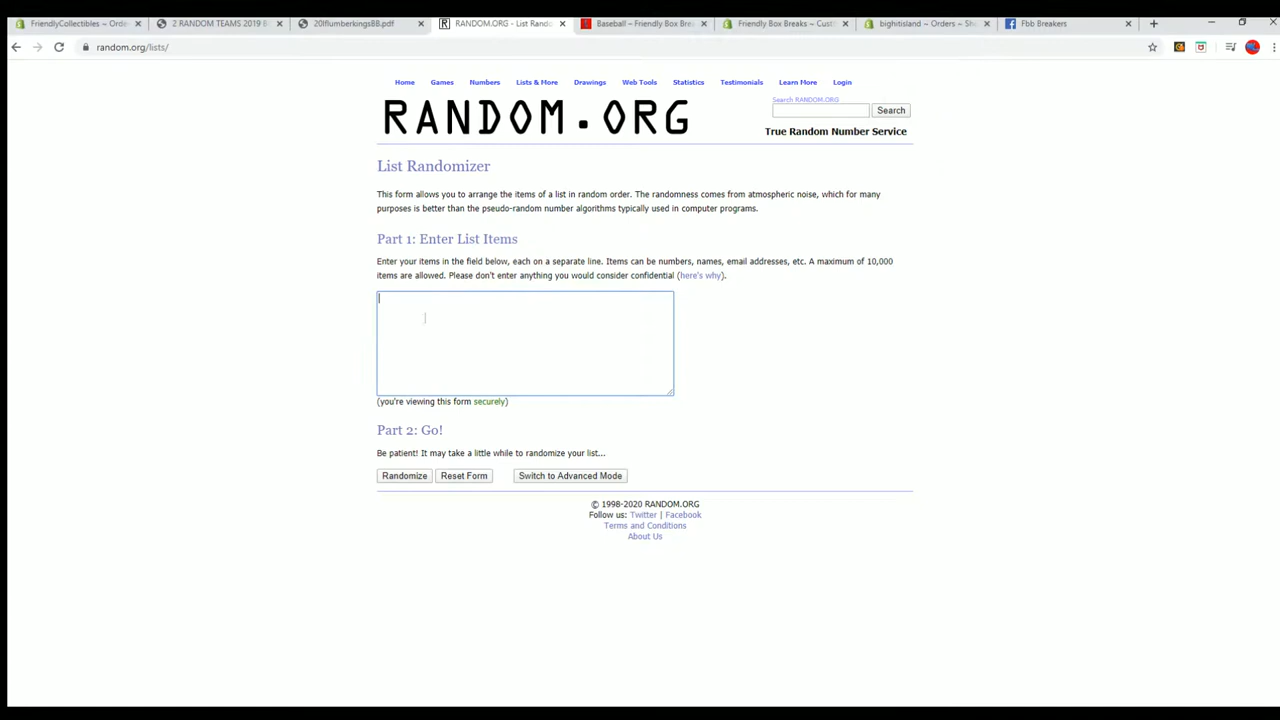 FriendlyCollectibles ~ Orde
2 RANDOM TEAMS 2019 B
20lflumberkingsBB.pdf
RANDOM.ORG - List Rando
Baseball – Friendly Box Bre
Friendly Box Breaks ~ Cust
bighitisland ~ Orders ~ Sh
Fbb Breakers
random.org/lists/
Home Games Numbers Lists & More Drawings Web Tools Statistics Testimonials Learn More Login
RANDOM.ORG
Search RANDOM.ORG
Search
True Random Number Service
List Randomizer
This form allows you to arrange the items of a list in random order. The randomness comes from atmospheric noise, which for many
purposes is better than the pseudo-random number algorithms typically used in computer programs.
Part 1: Enter List Items
Enter your items in the field below, each on a separate line. Items can be numbers, names, email addresses, etc. A maximum of 10,000
items are allowed. Please don't enter anything you would consider confidential (here's why).
(you're viewing this form securely)
Part 2: Go!
Be patient! It may take a little while to randomize your list...
Randomize Reset Form Switch to Advanced Mode
© 1998-2020 RANDOM.ORG
Follow us: Twitter | Facebook
Terms and Conditions
About Us